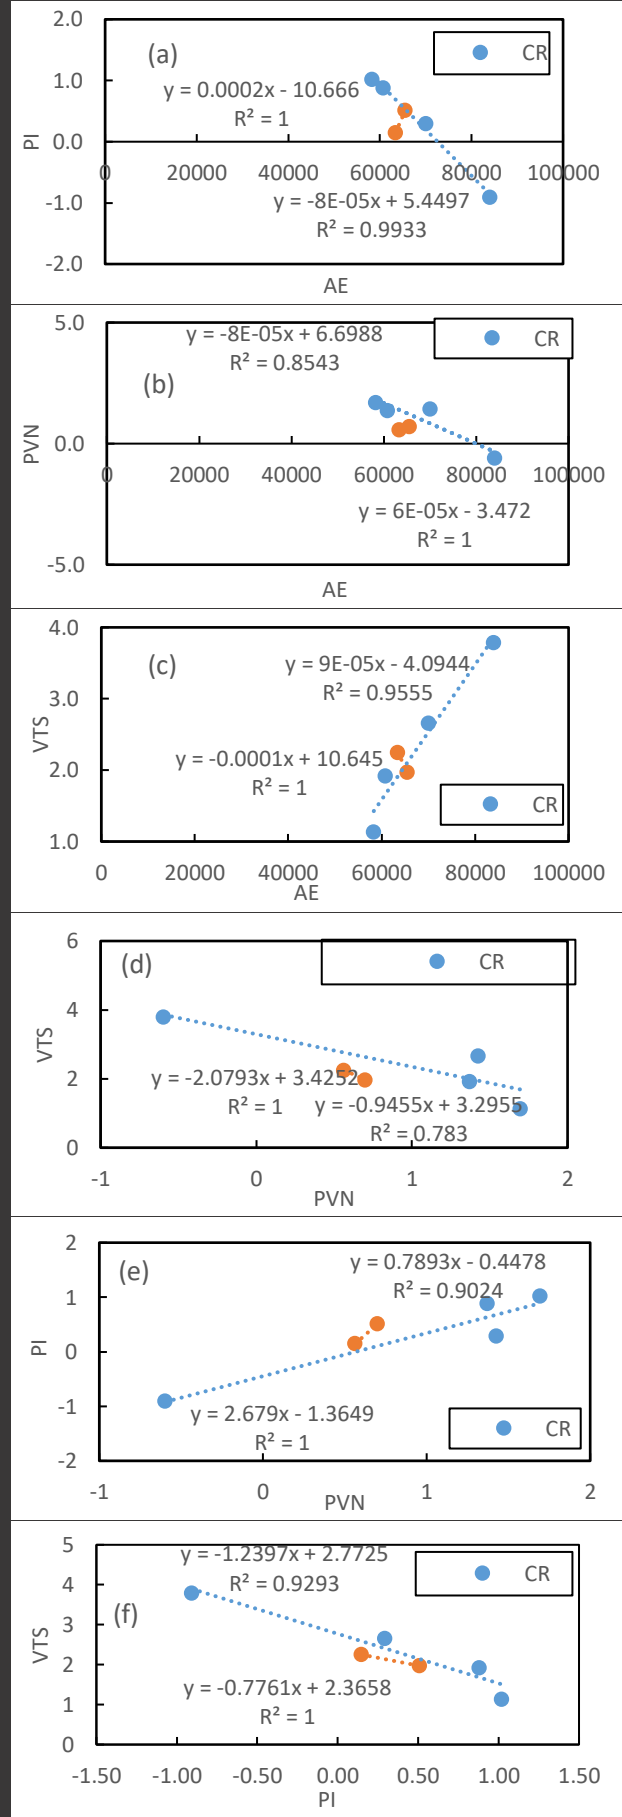 2.0
(a)
CR
1.0
y = 0.0002x - 10.666
R² = 1
PI
0.0
0 20000 40000 60000 80000 100000
y = -8E-05x + 5.4497
-1.0
R² = 0.9933
-2.0
AE
5.0
y = -8E-05x + 6.6988
CR
R² = 0.8543
(b)
PVN
0.0
0 20000 40000 60000 80000 100000
y = 6E-05x - 3.472
R² = 1
-5.0
AE
4.0
(c)
y = 9E-05x - 4.0944
R² = 0.9555
3.0
VTS
y = -0.0001x + 10.645
2.0
R² = 1
CR
1.0
0 20000 40000 60000 80000 100000
AE
6
(d)
CR
4
VTS
2
y = -2.0793x + 3.4252
R² = 1
y = -0.9455x + 3.2955
R² = 0.783
0
-1 0 1 2
PVN
2
(e)
y = 0.7893x - 0.4478
R² = 0.9024
1
PI
0
-1
y = 2.679x - 1.3649
R² = 1
CR
-2
-1 0 1 2
PVN
5
y = -1.2397x + 2.7725
CR
R² = 0.9293
4
(f)
3
VTS
2
y = -0.7761x + 2.3658
1
R² = 1
0
-1.50 -1.00 -0.50 0.00 0.50 1.00 1.50
PI